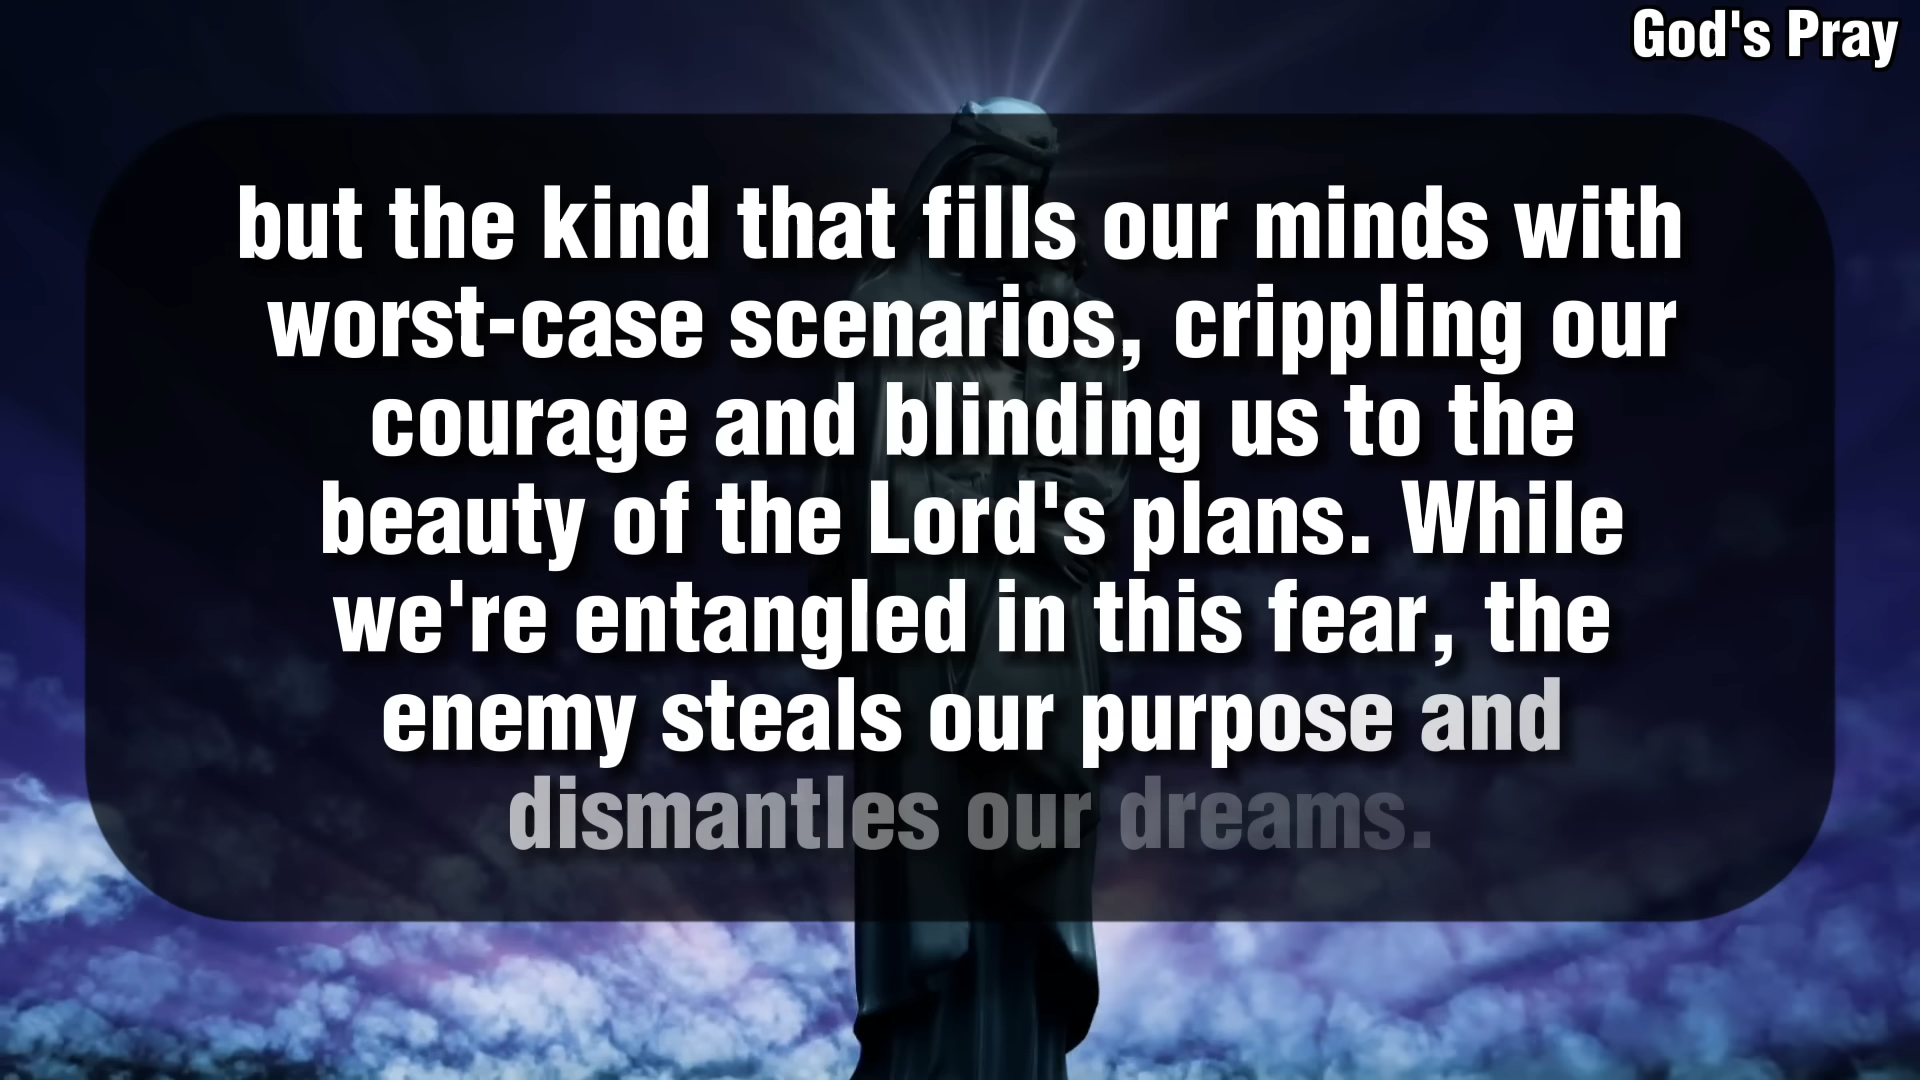 God's Pray
but the kind that fills our minds with
worst-case scenarios, crippling our
courage and blinding us to the
beauty of the Lord's plans. While
we're entangled in this fear, the
enemy steals our purpose and
dismantles our dreams.